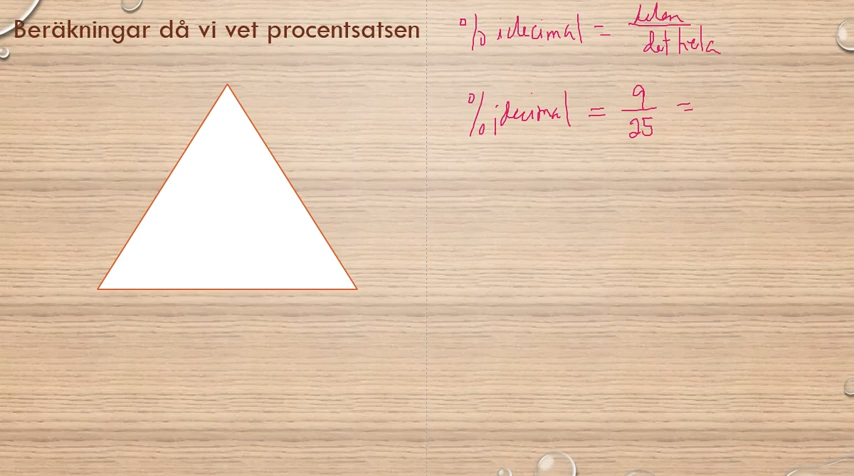 Beräkningar då vi vet procentsatsen
% i decimal = delen / det hela
% i decimal = 9 / 25 =